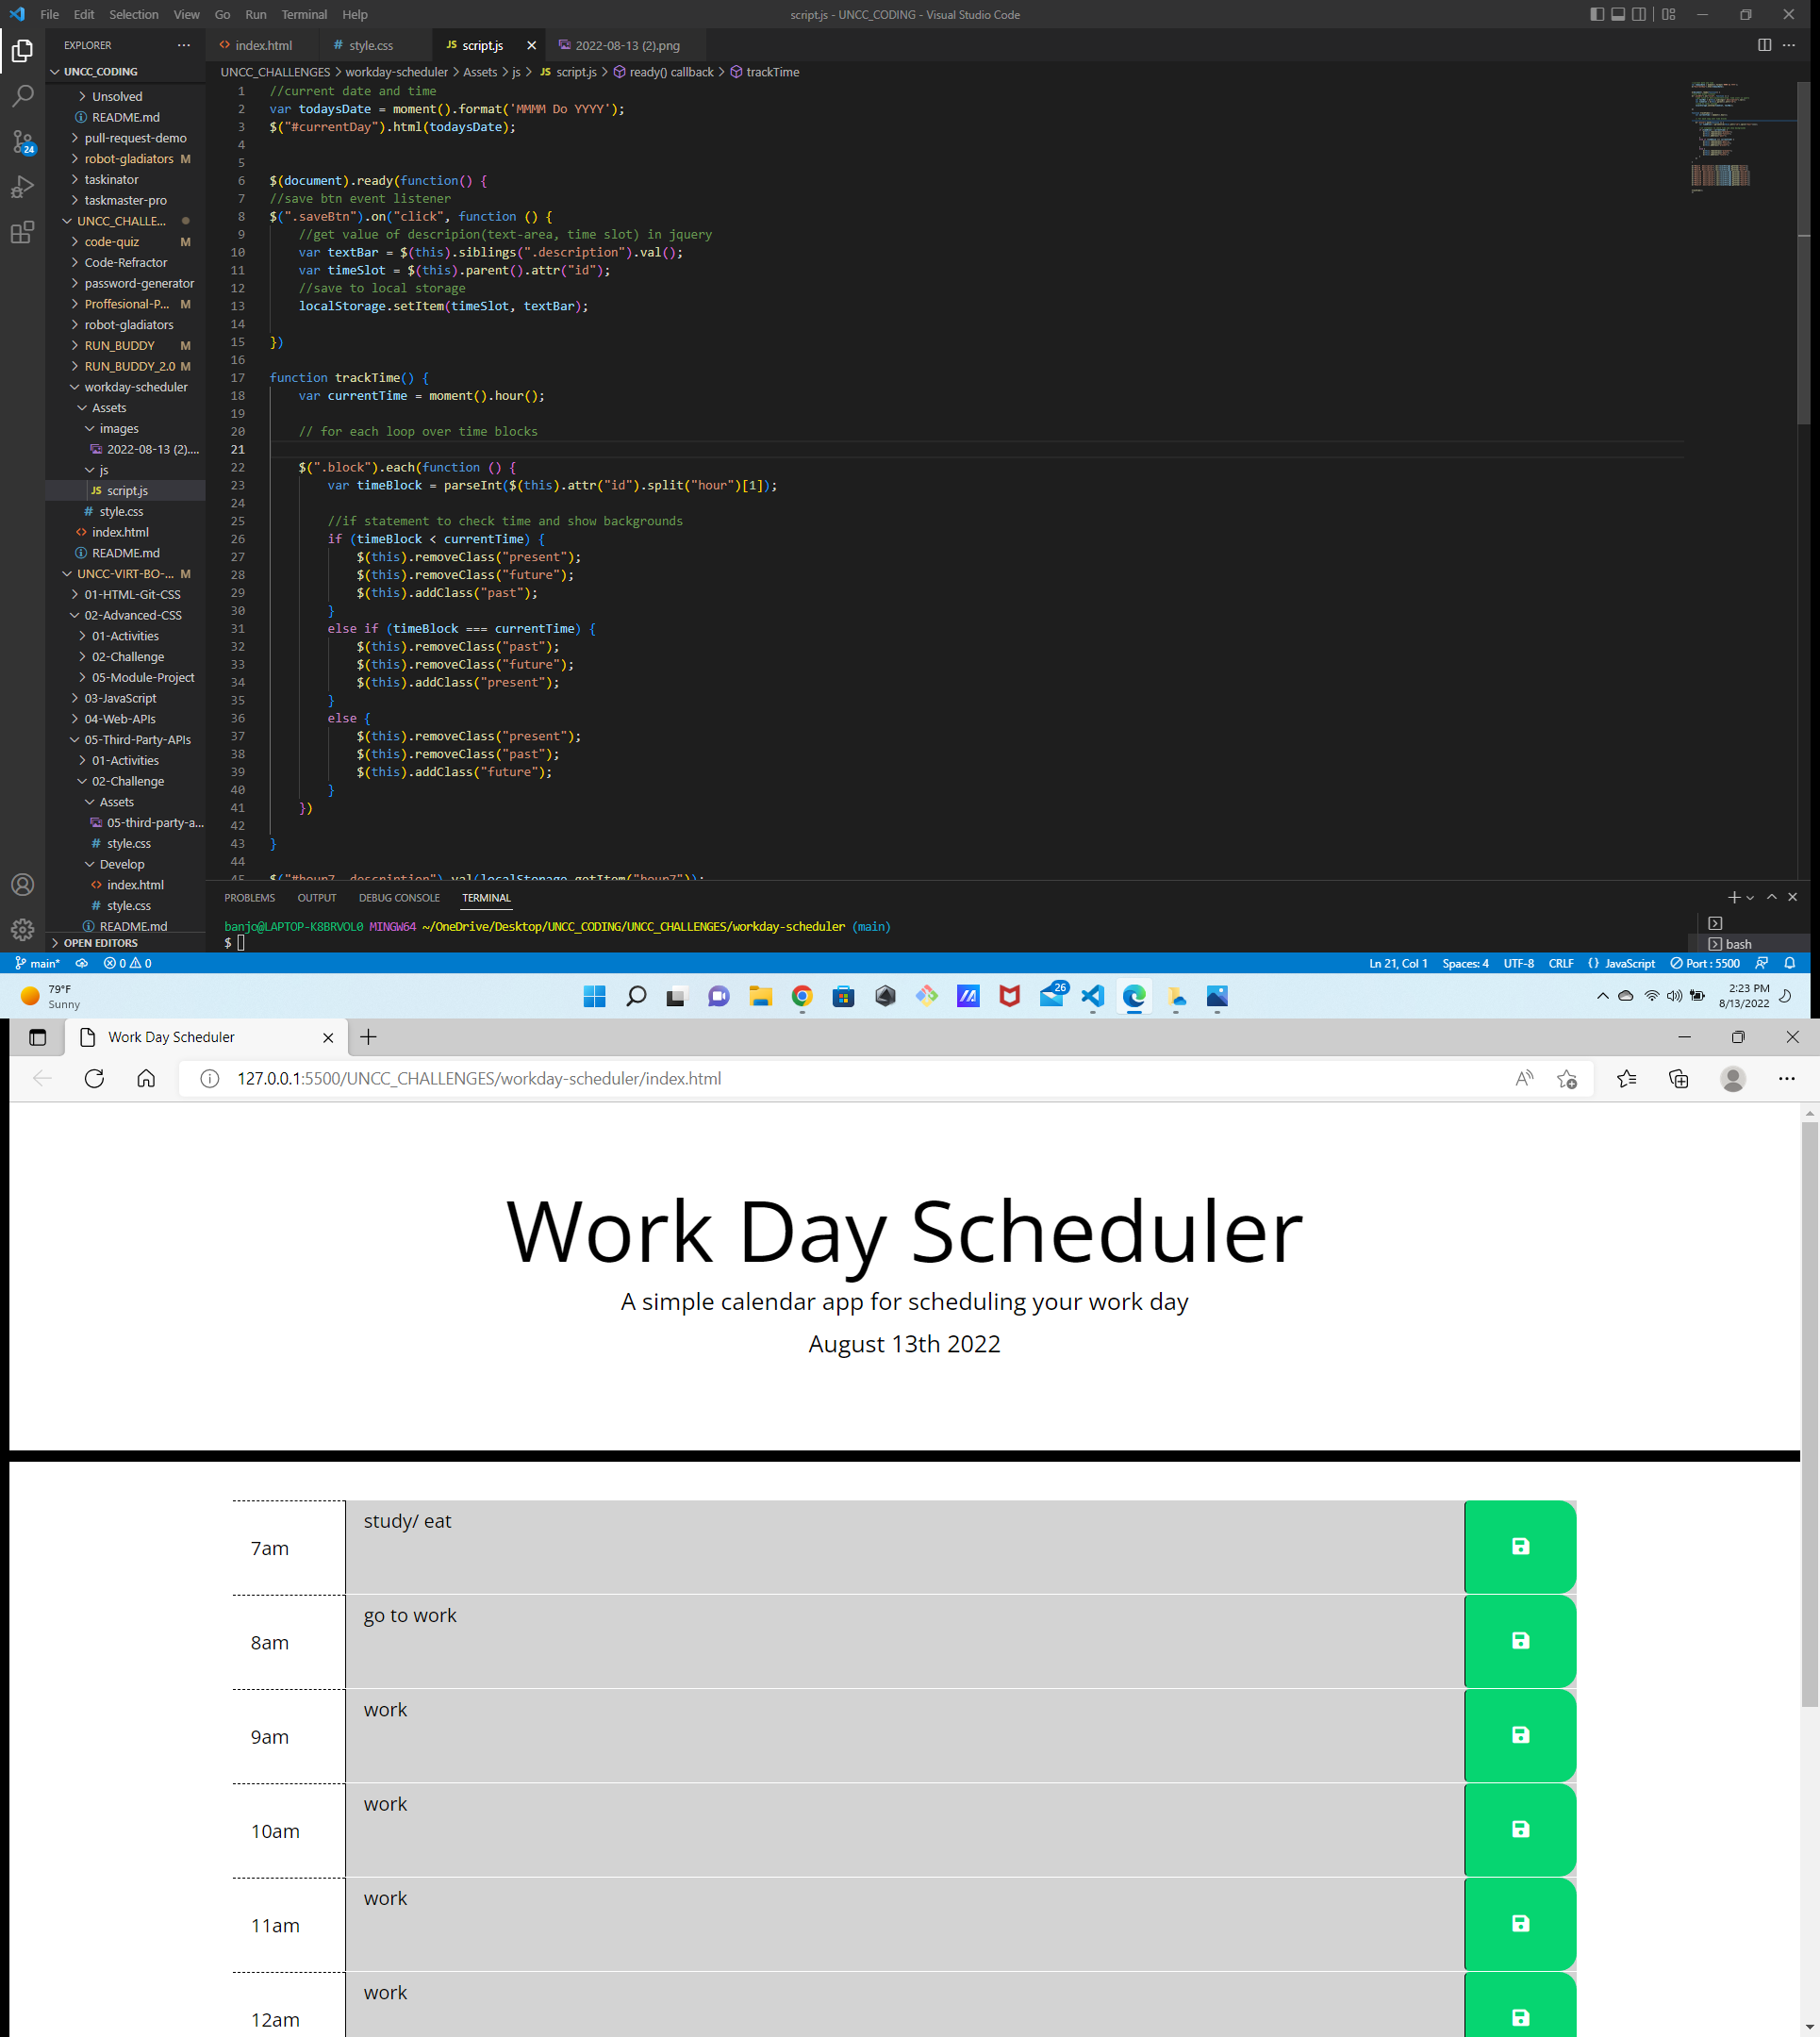 File Edit Selection View Go Run Terminal Help
script.js - UNCC_CODING - Visual Studio Code
EXPLORER
index.html
style.css
JS script.js
2022-08-13 (2).png
UNCC_CODING
UNCC_CHALLENGES > workday-scheduler > Assets > js > JS script.js > ready() callback > trackTime
Unsolved
README.md
pull-request-demo
robot-gladiators M
taskinator
taskmaster-pro
UNCC_CHALLE...
code-quiz M
Code-Refractor
password-generator
Proffesional-P... M
robot-gladiators
RUN_BUDDY M
RUN_BUDDY_2.0 M
workday-scheduler
Assets
images
2022-08-13 (2)....
js
JS script.js
# style.css
index.html
README.md
UNCC-VIRT-BO-... M
01-HTML-Git-CSS
02-Advanced-CSS
01-Activities
02-Challenge
05-Module-Project
03-JavaScript
04-Web-APIs
05-Third-Party-APIs
01-Activities
02-Challenge
Assets
05-third-party-a...
# style.css
Develop
index.html
# style.css
README.md
OPEN EDITORS
24
1 //current date and time
2 var todaysDate = moment().format('MMMM Do YYYY');
3 $("#currentDay").html(todaysDate);
4
5
6 $(document).ready(function() {
7 //save btn event listener
8 $(".saveBtn").on("click", function () {
9 //get value of descripion(text-area, time slot) in jquery
10 var textBar = $(this).siblings(".description").val();
11 var timeSlot = $(this).parent().attr("id");
12 //save to local storage
13 localStorage.setItem(timeSlot, textBar);
14
15 })
16
17 function trackTime() {
18 var currentTime = moment().hour();
19
20 // for each loop over time blocks
21
22 $(".block").each(function () {
23 var timeBlock = parseInt($(this).attr("id").split("hour")[1]);
24
25 //if statement to check time and show backgrounds
26 if (timeBlock < currentTime) {
27 $(this).removeClass("present");
28 $(this).removeClass("future");
29 $(this).addClass("past");
30 }
31 else if (timeBlock === currentTime) {
32 $(this).removeClass("past");
33 $(this).removeClass("future");
34 $(this).addClass("present");
35 }
36 else {
37 $(this).removeClass("present");
38 $(this).removeClass("past");
39 $(this).addClass("future");
40 }
41 })
42
43 }
44
45 $("#hour7 .description").val(localStorage.getItem("hour7"));
PROBLEMS OUTPUT DEBUG CONSOLE TERMINAL
banjo@LAPTOP-K8BRVOL0 MINGW64 ~/OneDrive/Desktop/UNCC_CODING/UNCC_CHALLENGES/workday-scheduler (main)
$
bash
main* 0 0
Ln 21, Col 1 Spaces: 4 UTF-8 CRLF {} JavaScript Port : 5500
79°F
Sunny
26
2:23 PM
8/13/2022
Work Day Scheduler
127.0.0.1:5500/UNCC_CHALLENGES/workday-scheduler/index.html
Work Day Scheduler
A simple calendar app for scheduling your work day
August 13th 2022
7am
study/ eat
8am
go to work
9am
work
10am
work
11am
work
12am
work